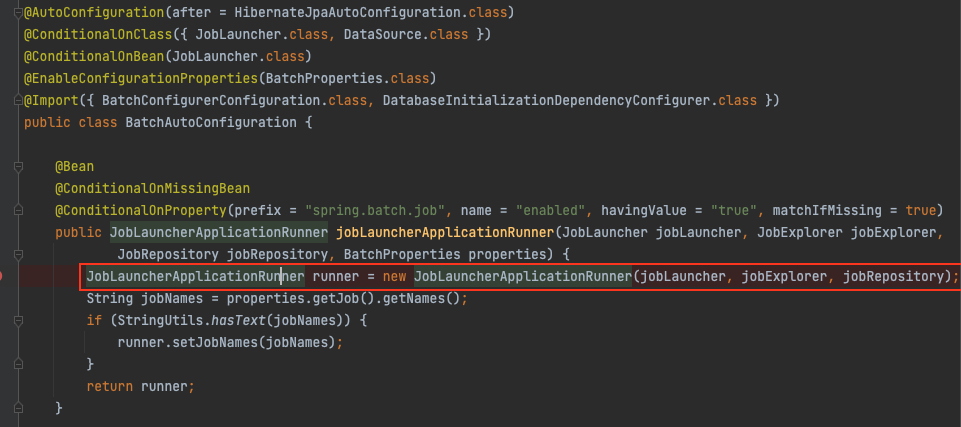 @AutoConfiguration(after = HibernateJpaAutoConfiguration.class)
@ConditionalOnClass({ JobLauncher.class, DataSource.class })
@ConditionalOnBean(JobLauncher.class)
@EnableConfigurationProperties(BatchProperties.class)
@Import({ BatchConfigurerConfiguration.class, DatabaseInitializationDependencyConfigurer.class })
public class BatchAutoConfiguration {
@Bean
@ConditionalOnMissingBean
@ConditionalOnProperty(prefix = "spring.batch.job", name = "enabled", havingValue = "true", matchIfMissing = true)
public JobLauncherApplicationRunner jobLauncherApplicationRunner(JobLauncher jobLauncher, JobExplorer jobExplorer,
JobRepository jobRepository, BatchProperties properties) {
JobLauncherApplicationRunner runner = new JobLauncherApplicationRunner(jobLauncher, jobExplorer, jobRepository);
String jobNames = properties.getJob().getNames();
if (StringUtils.hasText(jobNames)) {
runner.setJobNames(jobNames);
}
return runner;
}